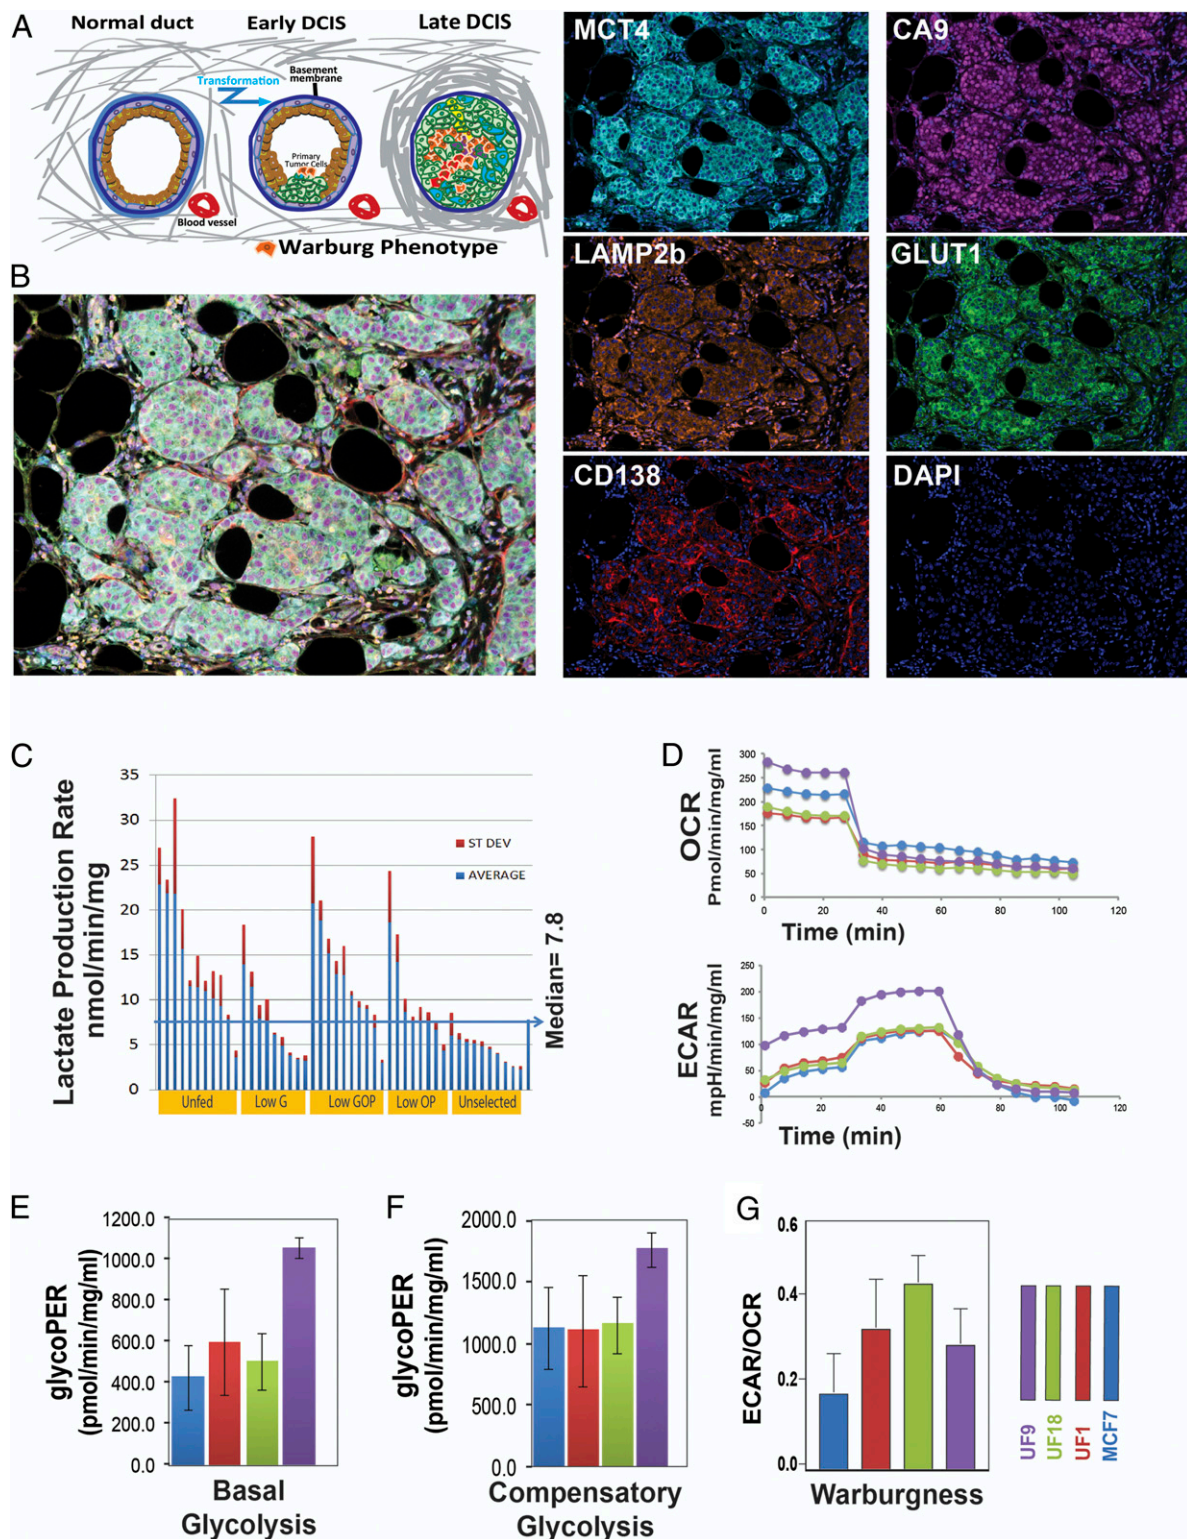 A
Normal duct
Early DCIS
Late DCIS
Transformation
Basement
membrane
Primary
Tumor Cells
Blood vessel
Warburg Phenotype
B
MCT4
CA9
LAMP2b
GLUT1
CD138
DAPI
C
Lactate Production Rate
nmol/min/mg
35
30
25
20
15
10
5
0
ST DEV
AVERAGE
Median= 7.8
Unfed
Low G
Low GOP
Low OP
Unselected
D
OCR
Pmol/min/mg/ml
300
250
200
150
100
50
0
0
20
40
60
80
100
120
Time (min)
ECAR
mpH/min/mg/ml
250
200
150
100
50
0
-50
0
20
40
60
80
100
120
Time (min)
E
glycoPER
(pmol/min/mg/ml)
1200.0
1000.0
800.0
600.0
400.0
200.0
0.0
Basal
Glycolysis
F
glycoPER
(pmol/min/mg/ml)
2000.0
1500.0
1000.0
500.0
0.0
Compensatory
Glycolysis
G
ECAR/OCR
0.6
0.4
0.2
0.0
Warburgness
UF9
UF18
UF1
MCF7